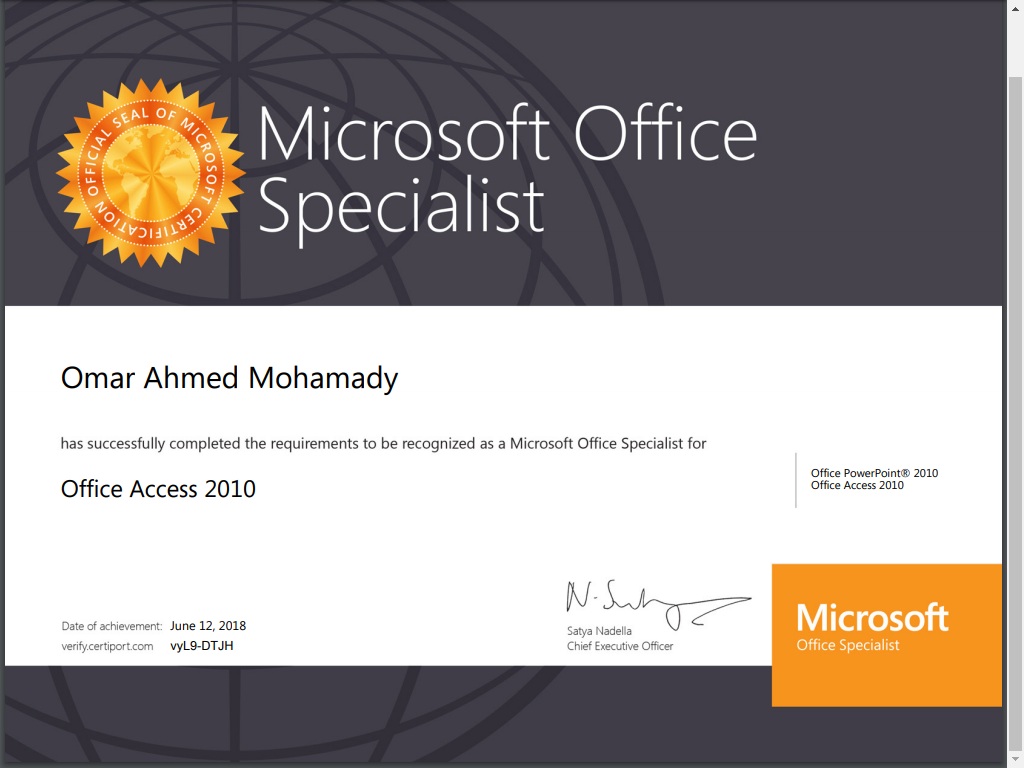 OFFICIAL SEAL OF MICROSOFT CERTIFICATION
Microsoft Office
Specialist
Omar Ahmed Mohamady
has successfully completed the requirements to be recognized as a Microsoft Office Specialist for
Office Access 2010
Office PowerPoint® 2010
Office Access 2010
Date of achievement: June 12, 2018
verify.certiport.com vyL9-DTJH
Satya Nadella
Chief Executive Officer
Microsoft
Office Specialist